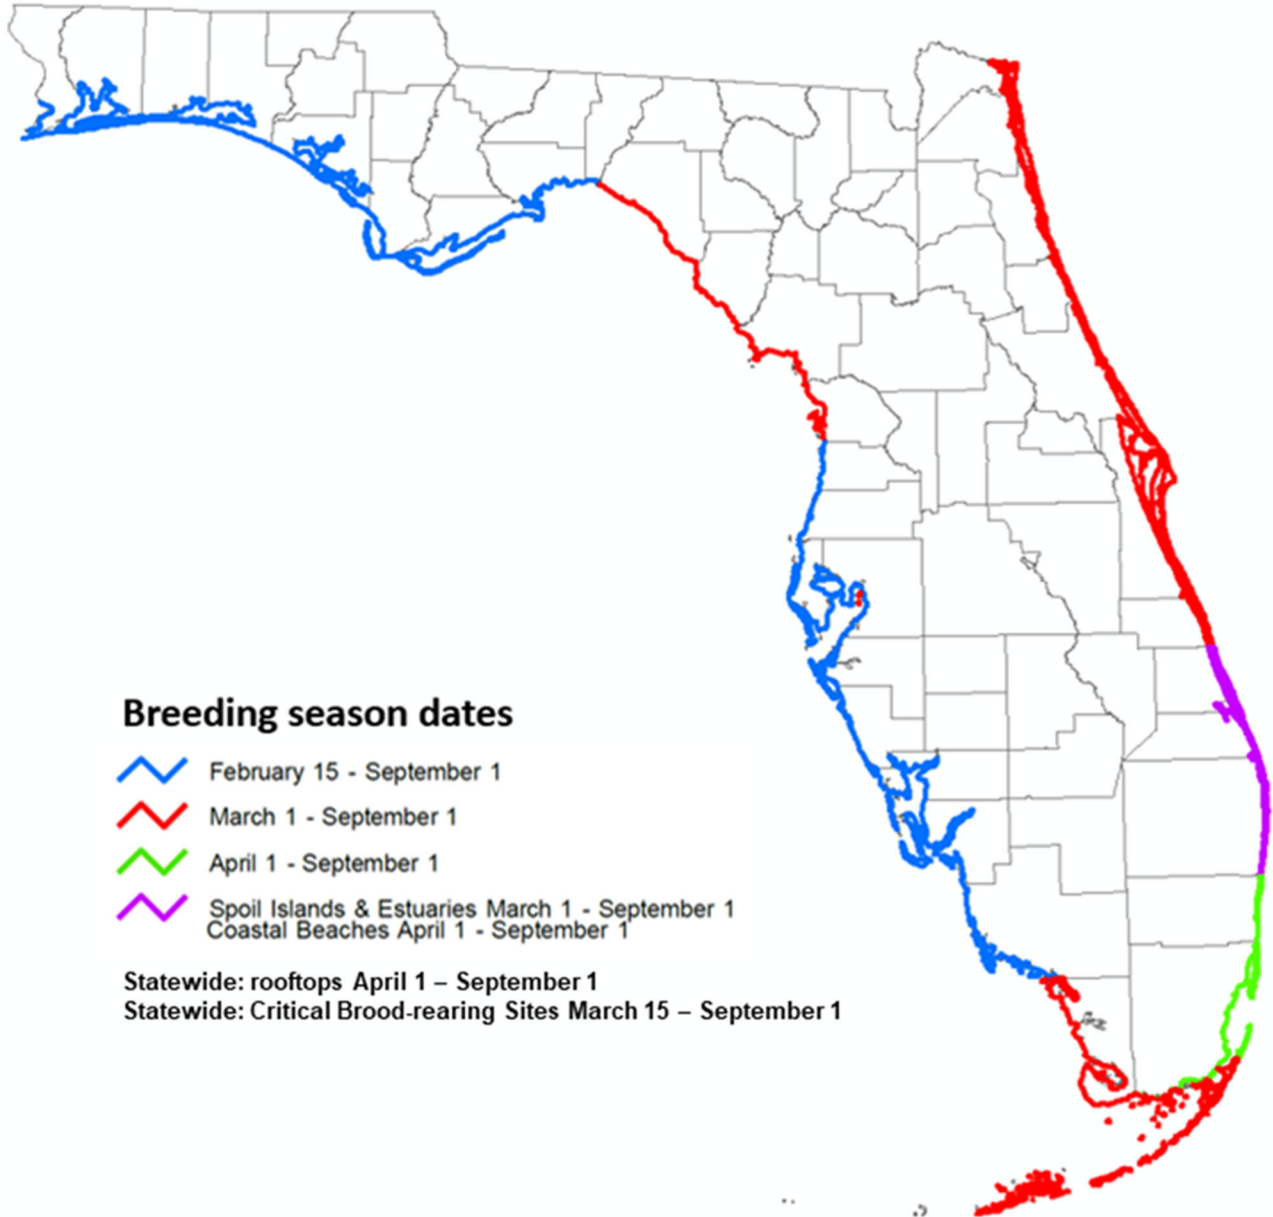 Breeding season dates
February 15 - September 1
March 1 - September 1
April 1 - September 1
Spoil Islands & Estuaries March 1 - September 1
Coastal Beaches April 1 - September 1
Statewide: rooftops April 1 – September 1
Statewide: Critical Brood-rearing Sites March 15 – September 1